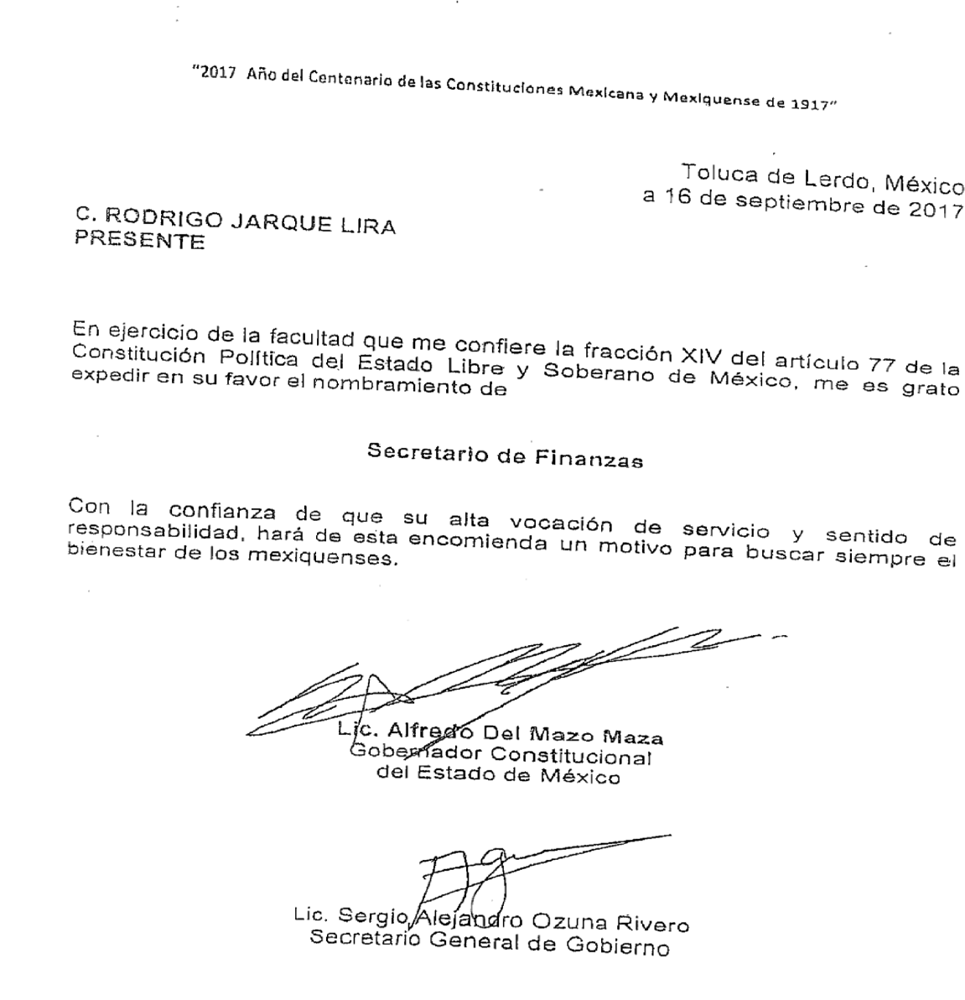 "2017 Año del Centenario de las Constituciones Mexicana y Mexiquense de 1917"
Toluca de Lerdo, México
a 16 de septiembre de 2017
C. RODRIGO JARQUE LIRA
PRESENTE
En ejercicio de la facultad que me confiere la fracción XIV del artículo 77 de la
Constitución Política del Estado Libre y Soberano de México, me es grato
expedir en su favor el nombramiento de
Secretario de Finanzas
Con la confianza de que su alta vocación de servicio y sentido de
responsabilidad, hará de esta encomienda un motivo para buscar siempre el
bienestar de los mexiquenses.
Lic. Alfredo Del Mazo Maza
Gobernador Constitucional
del Estado de México
Lic. Sergio Alejandro Ozuna Rivero
Secretario General de Gobierno